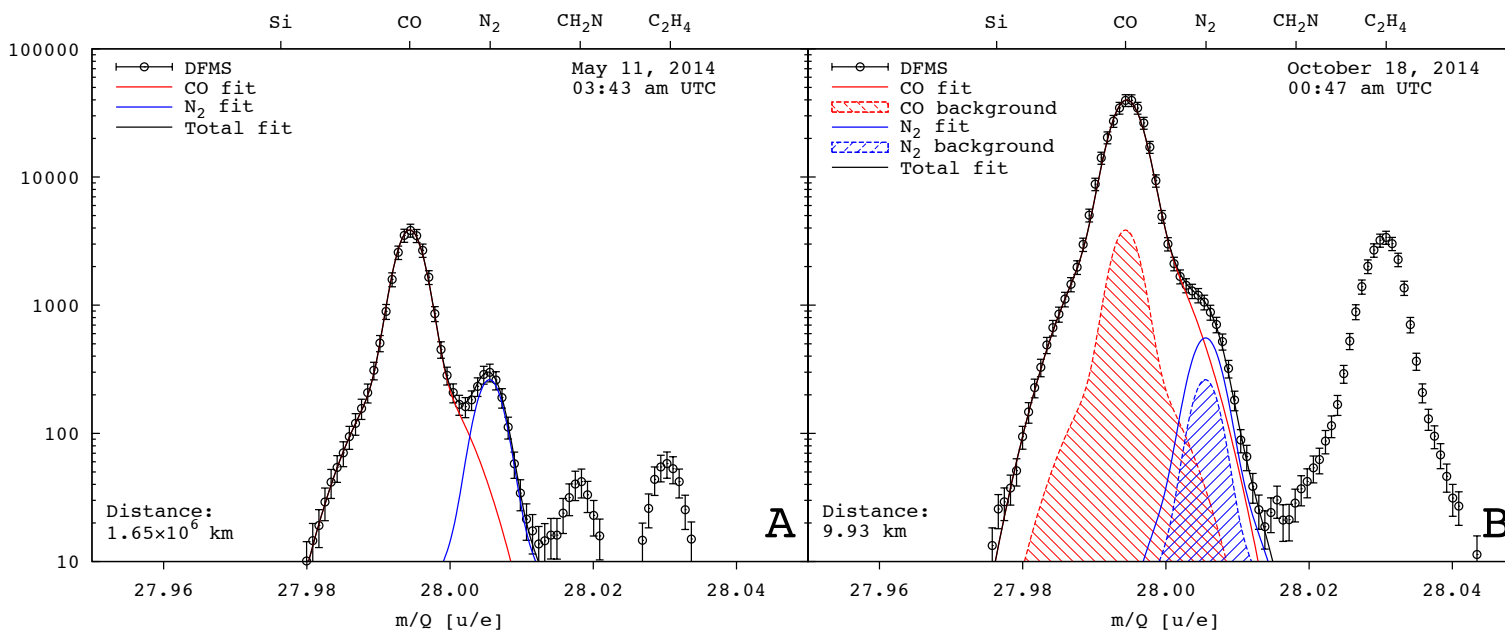 Si CO N₂ CH₂N C₂H₄ Si CO N₂ CH₂N C₂H₄
100000
10000
1000
100
10
DFMS
CO fit
N₂ fit
Total fit
May 11, 2014
03:43 am UTC
Distance:
1.65×10⁶ km
A
27.96 27.98 28.00 28.02 28.04
m/Q [u/e]
DFMS
CO fit
CO background
N₂ fit
N₂ background
Total fit
October 18, 2014
00:47 am UTC
Distance:
9.93 km
B
27.96 27.98 28.00 28.02 28.04
m/Q [u/e]